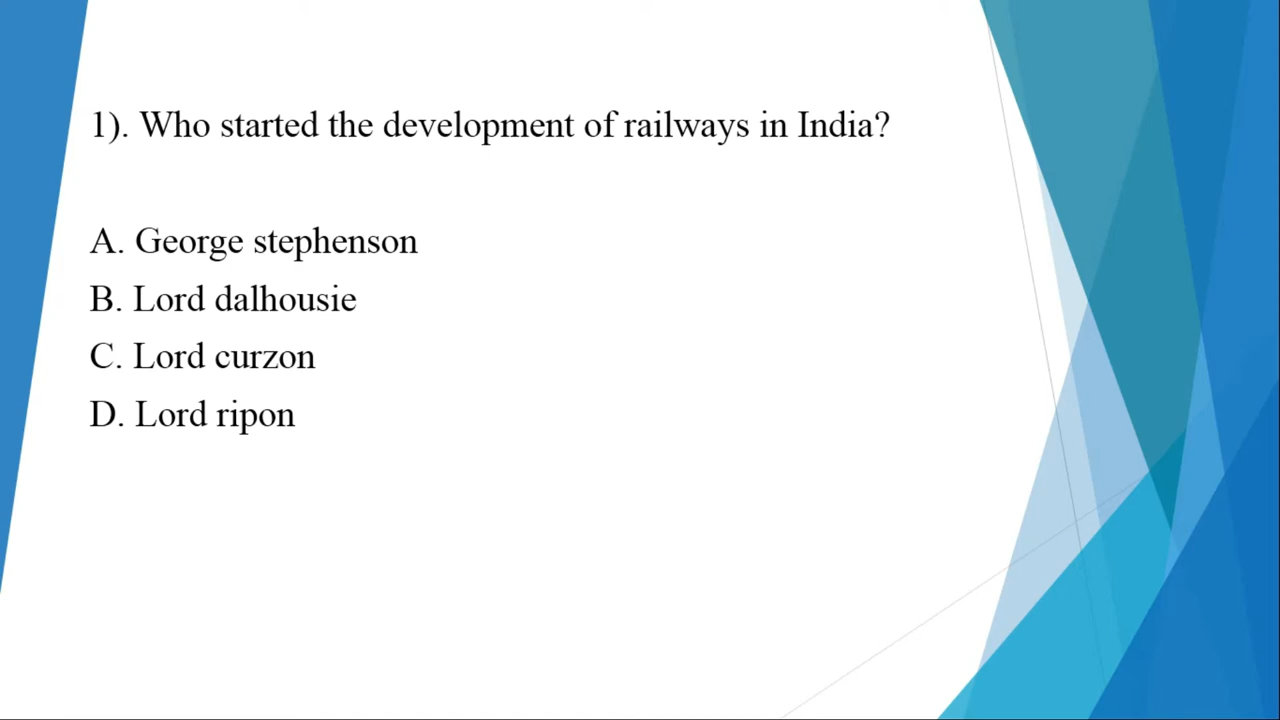 1). Who started the development of railways in India?
A. George stephenson
B. Lord dalhousie
C. Lord curzon
D. Lord ripon